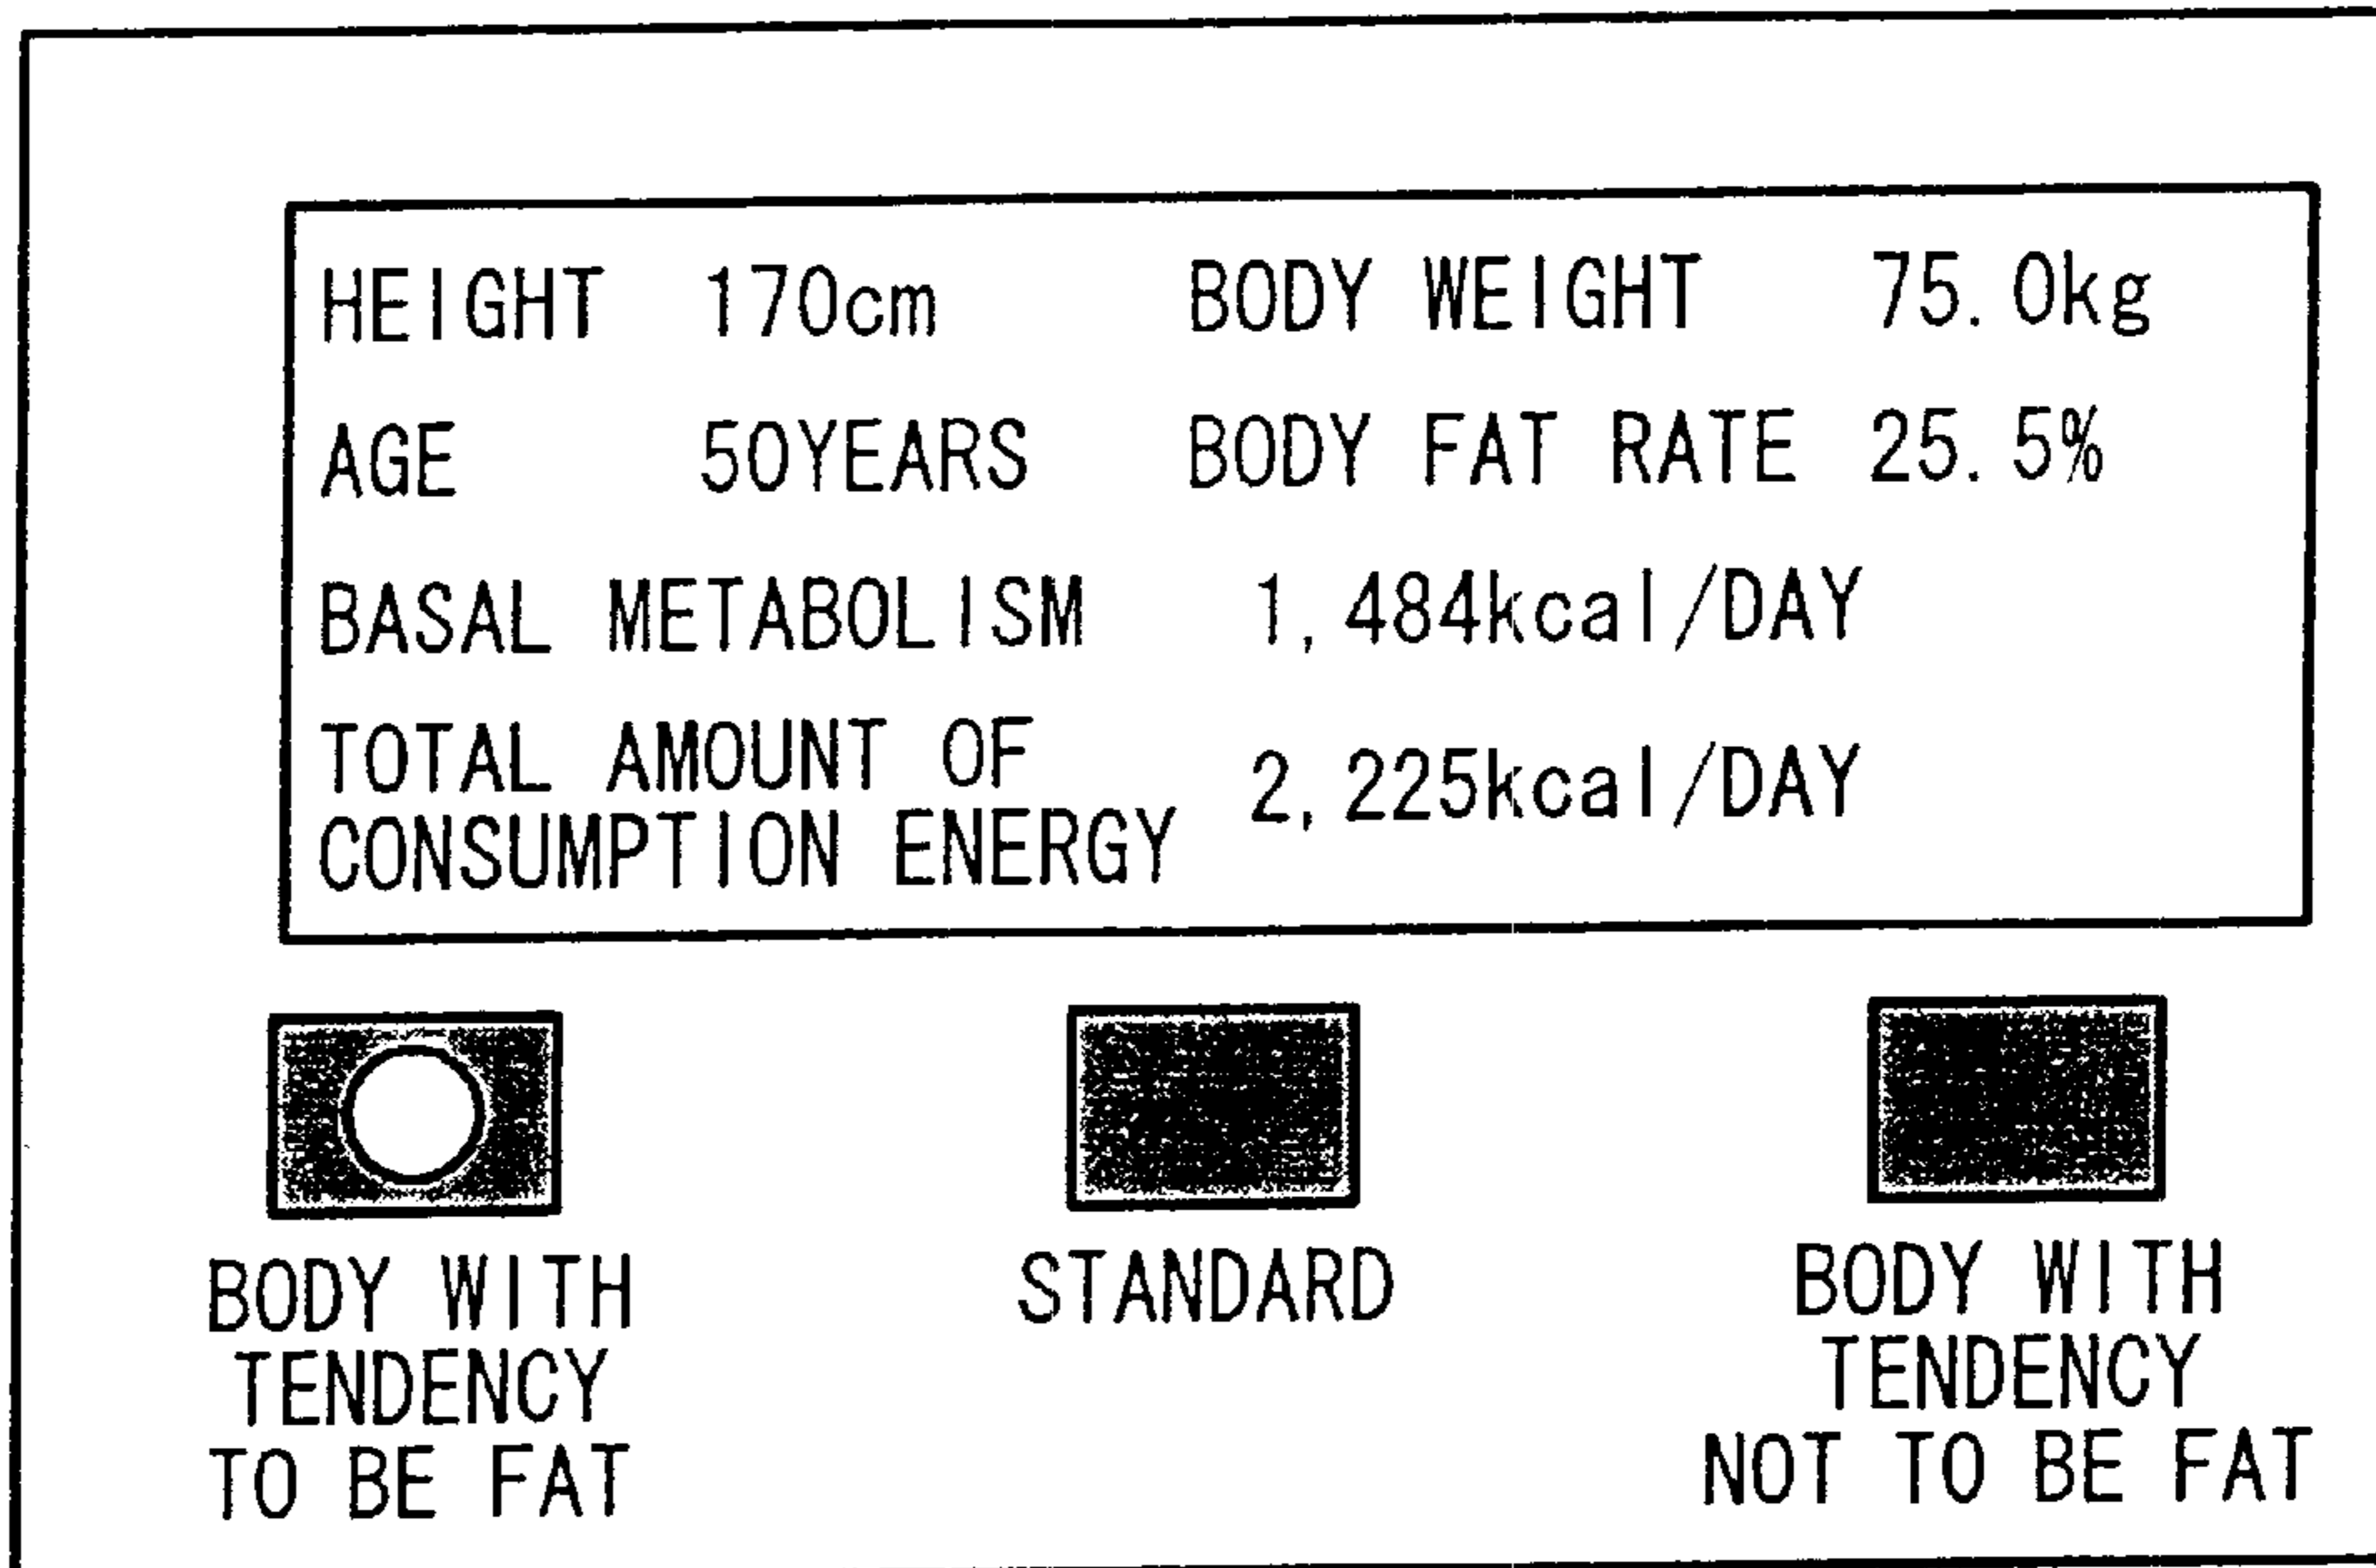 HEIGHT 170cm BODY WEIGHT 75.0kg
AGE 50YEARS BODY FAT RATE 25.5%
BASAL METABOLISM 1,484kcal/DAY
TOTAL AMOUNT OF
CONSUMPTION ENERGY 2,225kcal/DAY
BODY WITH
TENDENCY
TO BE FAT
STANDARD
BODY WITH
TENDENCY
NOT TO BE FAT